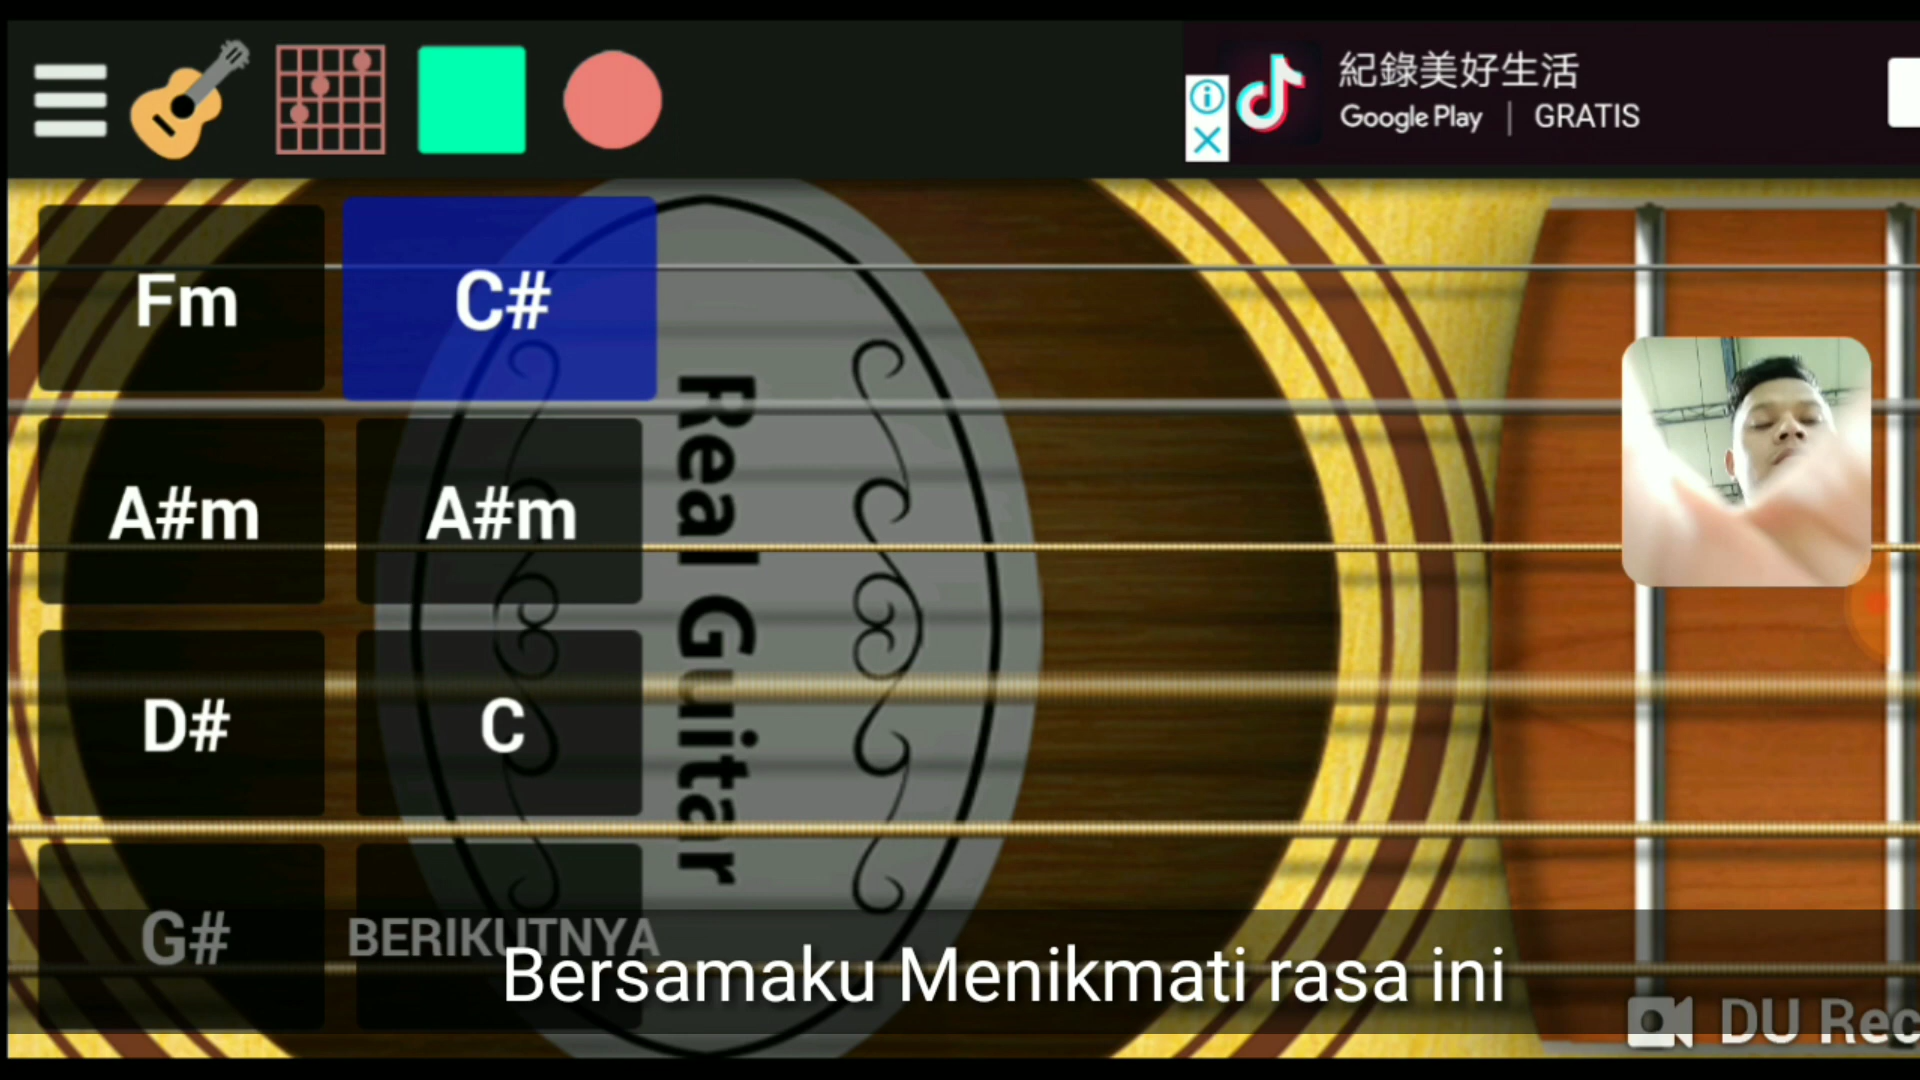 紀錄美好生活
Google Play | GRATIS
Fm
C#
A#m
A#m
D#
C
G#
BERIKUTNYA
Real Guitar
Bersamaku Menikmati rasa ini
DU Rec